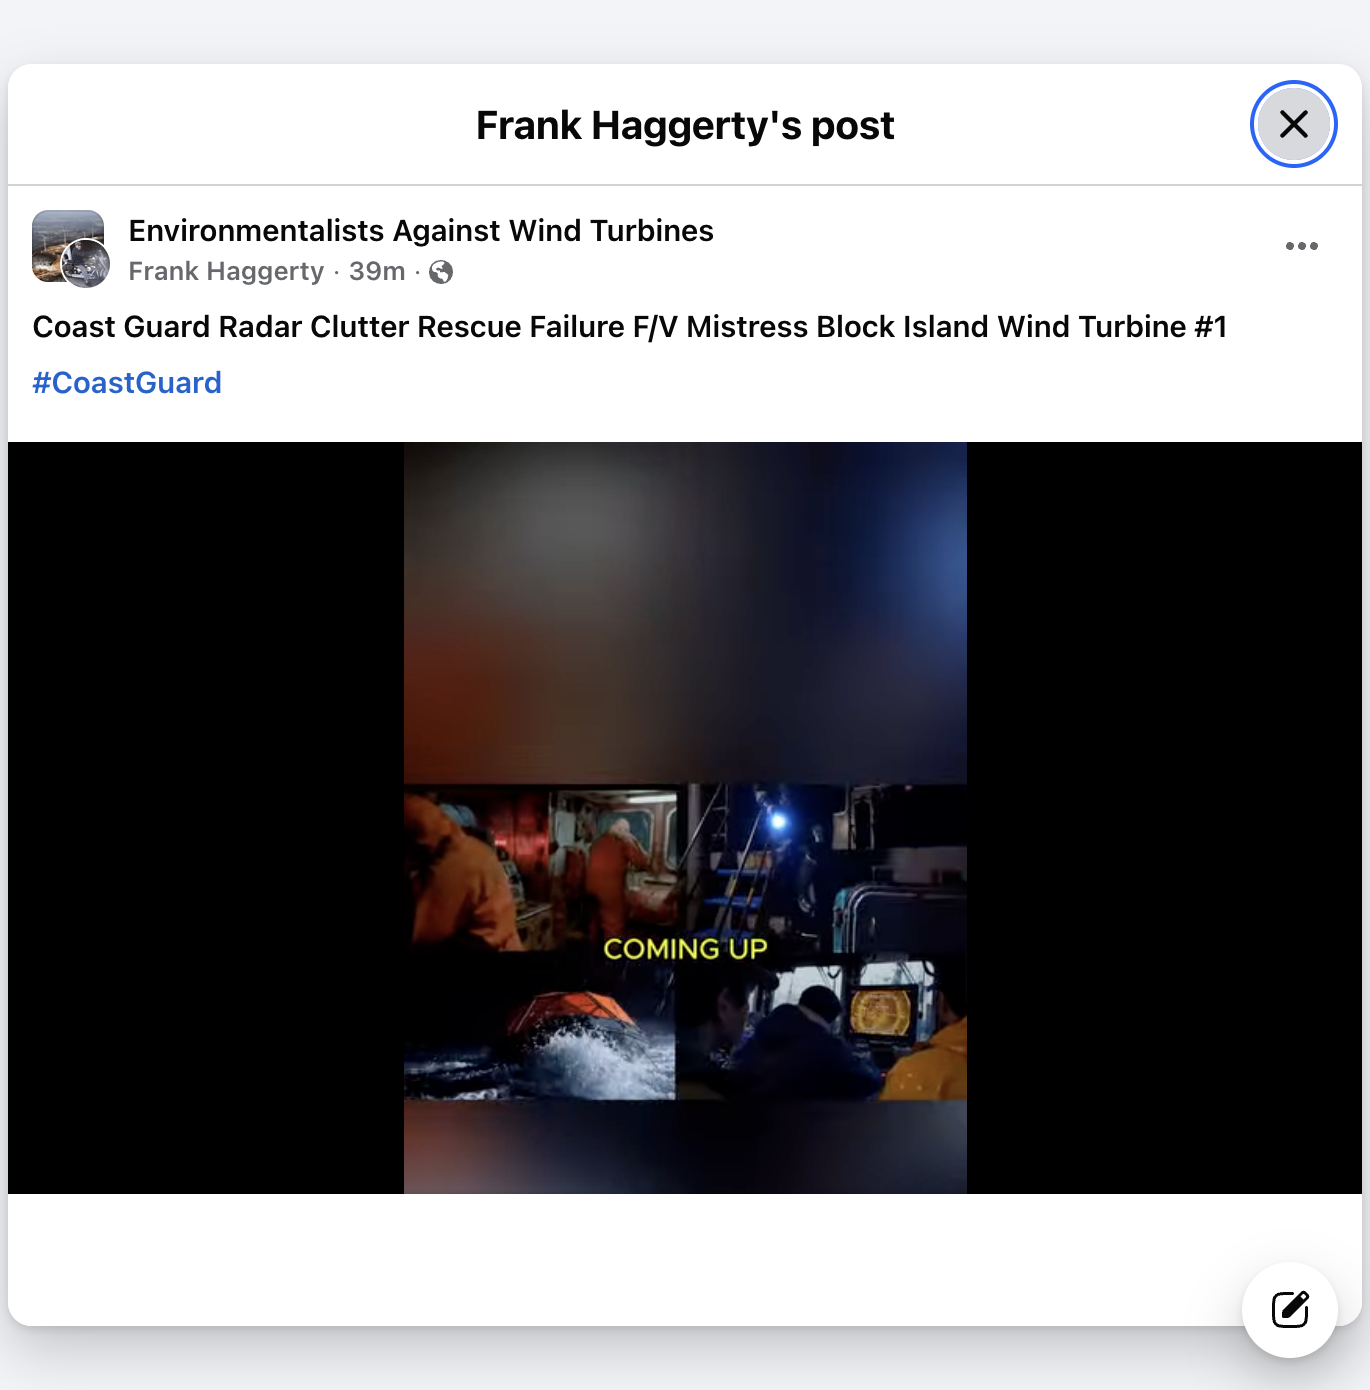 Frank Haggerty's post
Environmentalists Against Wind Turbines
Frank Haggerty · 39m ·
Coast Guard Radar Clutter Rescue Failure F/V Mistress Block Island Wind Turbine #1
#CoastGuard
COMING UP